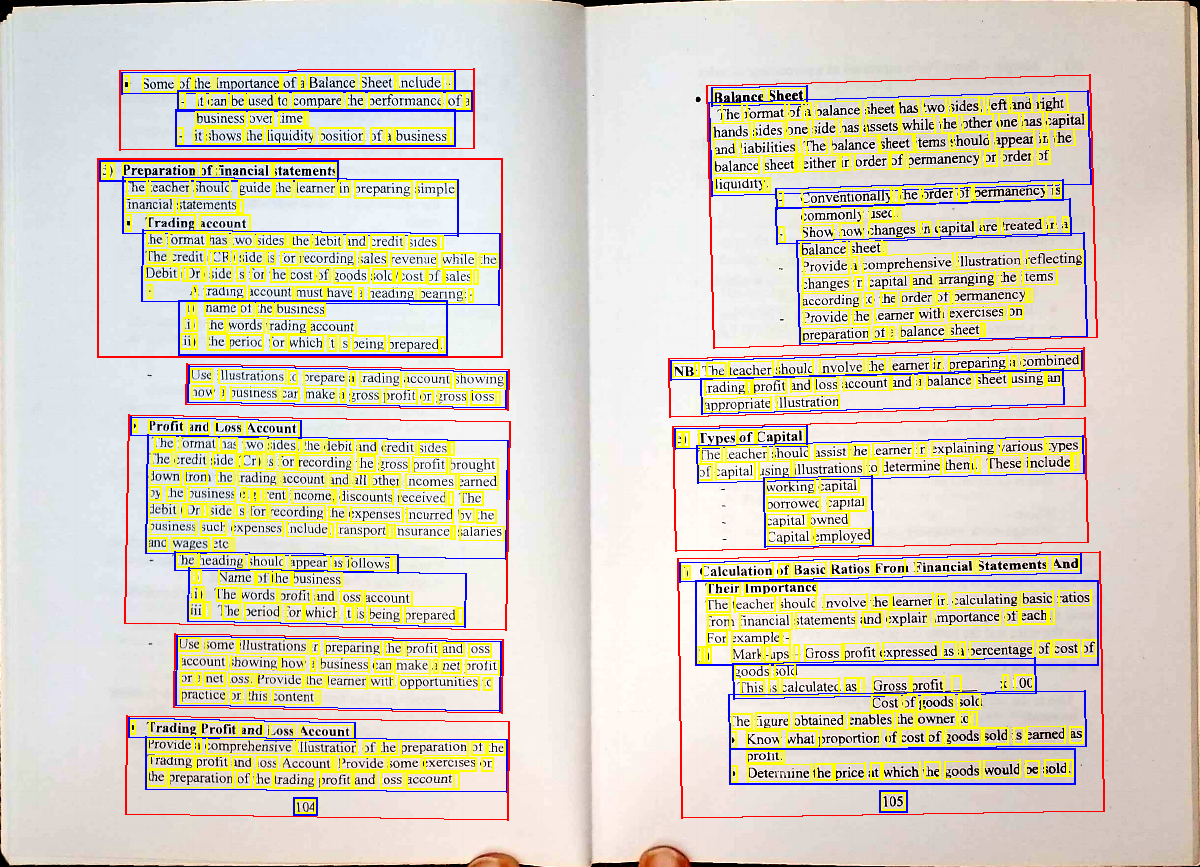 • Some of the Importance of a Balance Sheet include -
- it can be used to compare the performance of a
business over time
- it shows the liquidity position of a business
Preparation of financial statements
The teacher should guide the learner in preparing simple
financial statements
• Trading account
The format has two sides the debit and credit sides
The credit (CR) side is for recording sales revenue while the
Debit (Dr) side is for the cost of goods sold/cost of sales
- A trading account must have a heading bearing:-
i) name of the business
ii) the words trading account
iii) the period for which it is being prepared.
- Use illustrations to prepare a trading account showing
how a business can make a gross profit or gross loss
• Profit and Loss Account
The format has two sides, the debit and credit sides
The credit side (Cr) is for recording the gross profit brought
down from the trading account and all other incomes earned
by the business e.g. rent income, discounts received The
debit (Dr) side is for recording the expenses incurred by the
business such expenses include, transport insurance salaries
and wages etc
- The heading should appear as follows
i) Name of the business
ii) The words profit and loss account
iii) The period for which it is being prepared
- Use some illustrations in preparing the profit and loss
account showing how a business can make a net profit
or a net loss. Provide the learner with opportunities to
practice on this content
• Trading Profit and Loss Account
Provide a comprehensive illustration of the preparation of the
Trading profit and loss Account Provide some exercises on
the preparation of the trading profit and loss account
104
• Balance Sheet
The format of a balance sheet has two sides, left and right
hands sides one side has assets while the other one has capital
and liabilities The balance sheet items should appear in the
balance sheet either in order of permanency or order of
liquidity.
- Conventionally the order of permanency is
commonly used.
- Show how changes in capital are treated in a
balance sheet
- Provide a comprehensive illustration reflecting
changes in capital and arranging the items
according to the order of permanency
- Provide the learner with exercises on
preparation of a balance sheet
NB: The teacher should involve the learner in preparing a combined
trading, profit and loss account and a balance sheet using an
appropriate illustration
Types of Capital
The teacher should assist the learner in explaining various types
of capital using illustrations to determine them. These include
- working capital
- borrowed capital
- capital owned
- Capital employed
Calculation of Basic Ratios From Financial Statements And
Their Importance
The teacher should involve the learner in calculating basic ratios
from financial statements and explain importance of each.
For example -
i) Mark-ups - Gross profit expressed as a percentage of cost of
goods sold
This is calculated as Gross profit x 100
Cost of goods sold
The figure obtained enables the owner to
• Know what proportion of cost of goods sold is earned as
profit.
• Determine the price at which the goods would be sold.
105